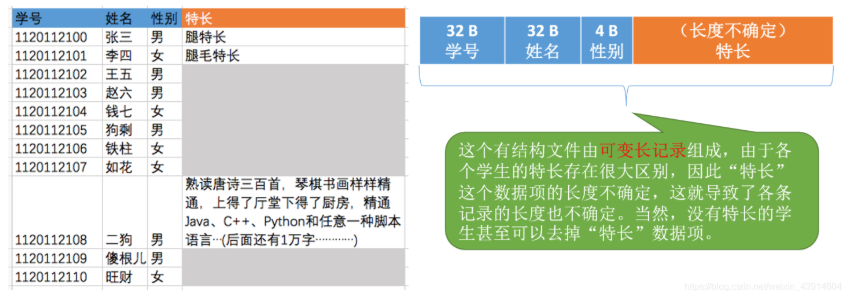 学号 姓名 性别 特长
1120112100 张三 男 腿特长
1120112101 李四 女 腿毛特长
1120112102 王五 男
1120112103 赵六 男
1120112104 钱七 女
1120112105 狗剩 男
1120112106 铁柱 女
1120112107 如花 女
熟读唐诗三百首，琴棋书画样样精
通，上得了厅堂下得了厨房，精通
Java、C++、Python和任意一种脚本
1120112108 二狗 男 语言…(后面还有1万字…………)
1120112109 傻根儿 男
1120112110 旺财 女
32 B 32 B 4 B （长度不确定）
学号 姓名 性别 特长
这个有结构文件由可变长记录组成，由于各
个学生的特长存在很大区别，因此“特长”
这个数据项的长度不确定，这就导致了各条
记录的长度也不确定。当然，没有特长的学
生甚至可以去掉“特长”数据项。